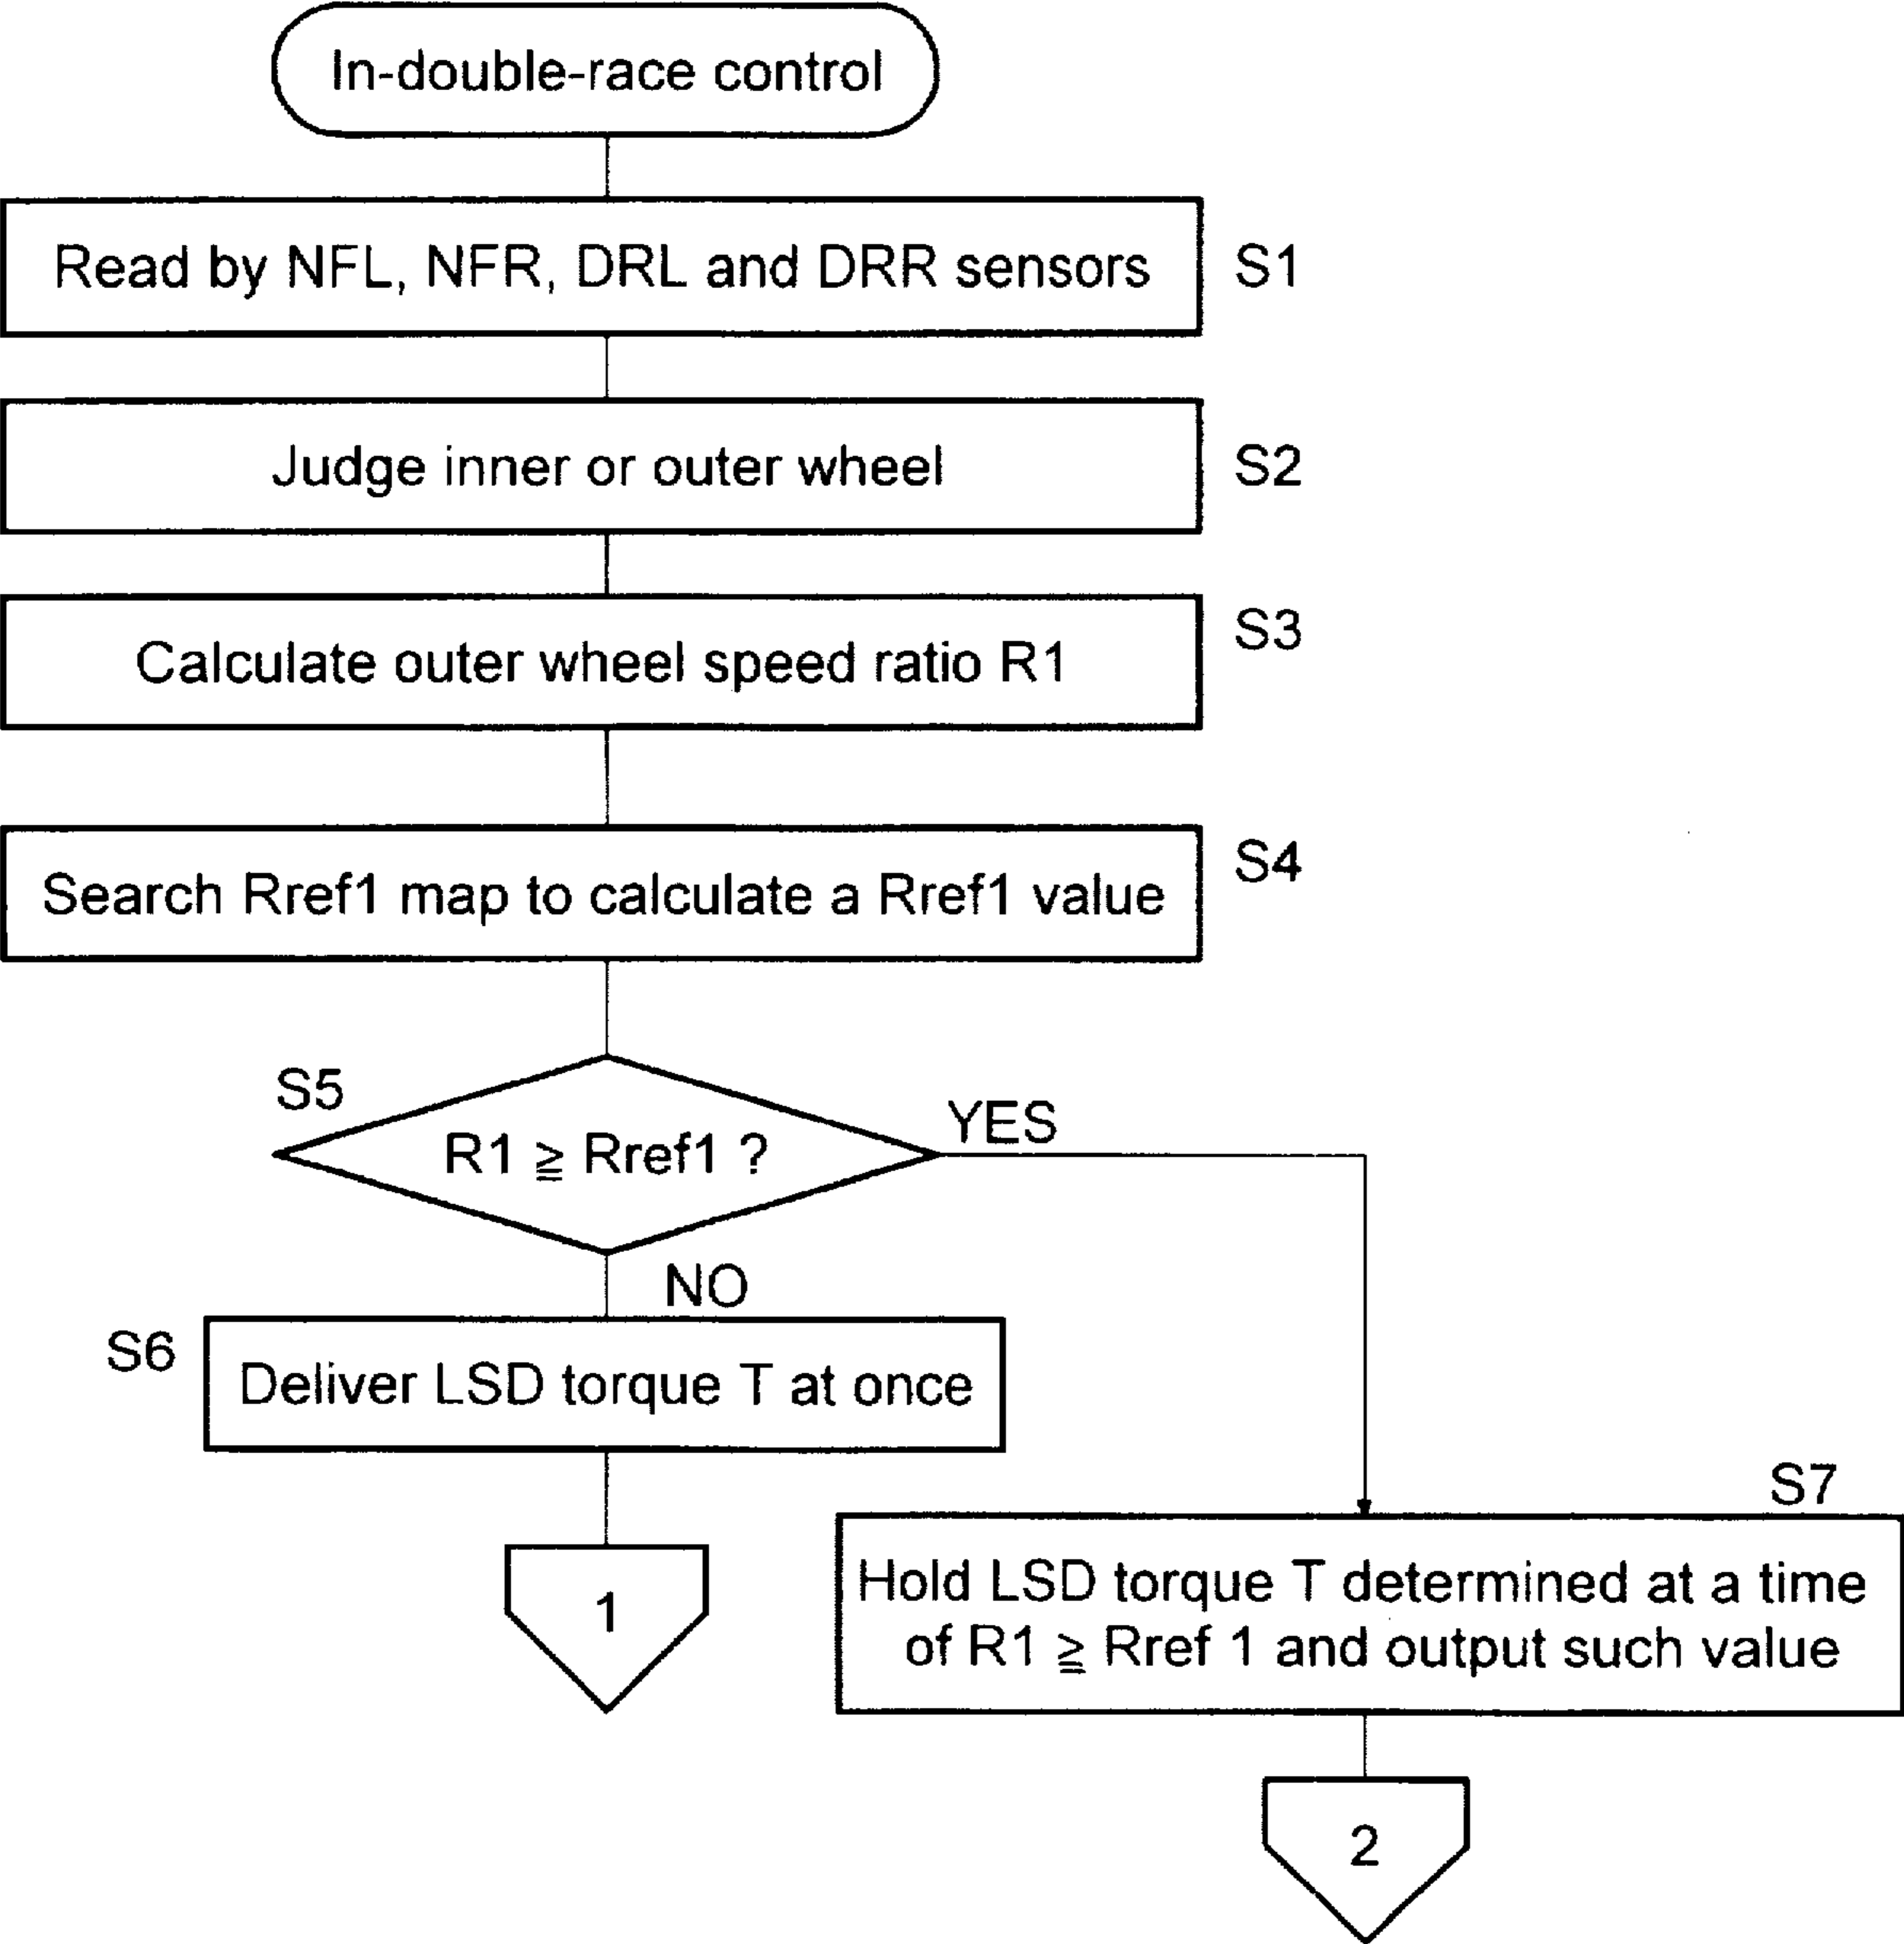 In-double-race control
Read by NFL, NFR, DRL and DRR sensors
S1
Judge inner or outer wheel
S2
Calculate outer wheel speed ratio R1
S3
Search Rref1 map to calculate a Rref1 value
S4
S5
R1 ≧ Rref1 ?
YES
NO
S6
Deliver LSD torque T at once
1
S7
Hold LSD torque T determined at a time
of R1 ≧ Rref 1 and output such value
2